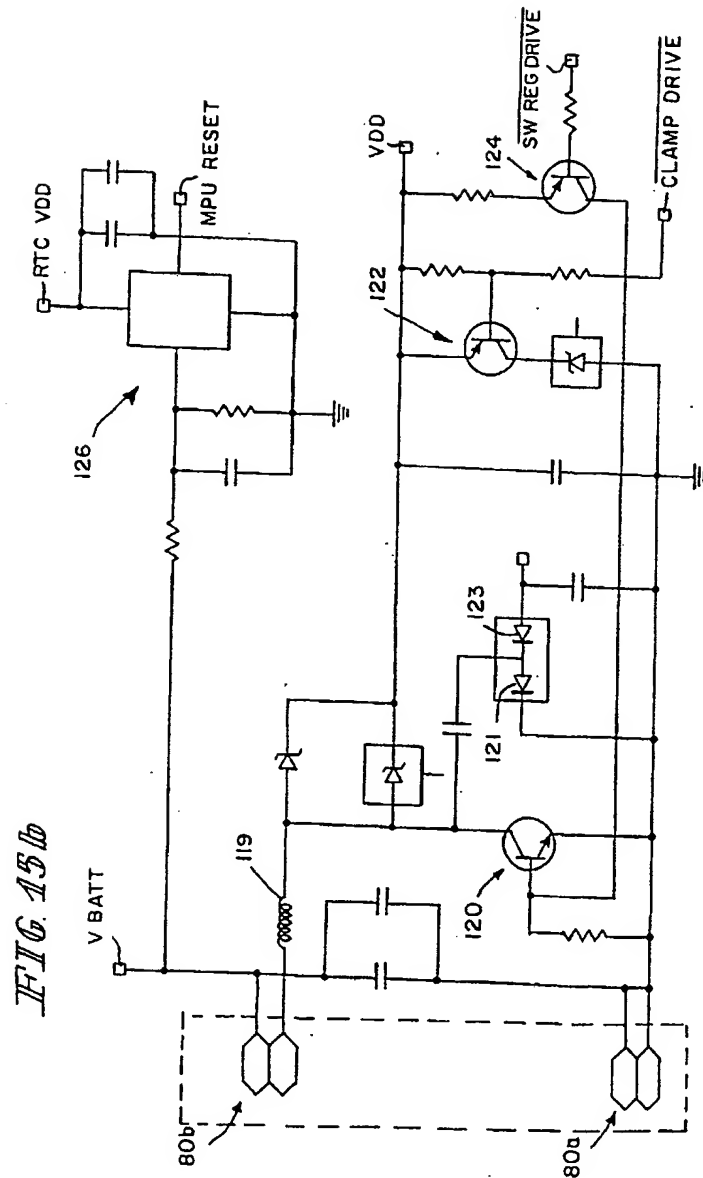 FIG. 15b
V BATT
RTC VDD
MPU RESET
126
VDD
SW REG DRIVE
124
CLAMP DRIVE
122
123
121
119
120
80b
80a